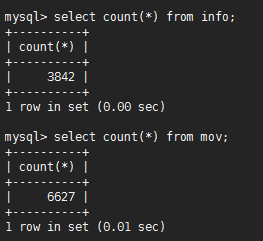 mysql> select count(*) from info;
+----------+
| count(*) |
+----------+
|     3842 |
+----------+
1 row in set (0.00 sec)

mysql> select count(*) from mov;
+----------+
| count(*) |
+----------+
|     6627 |
+----------+
1 row in set (0.01 sec)